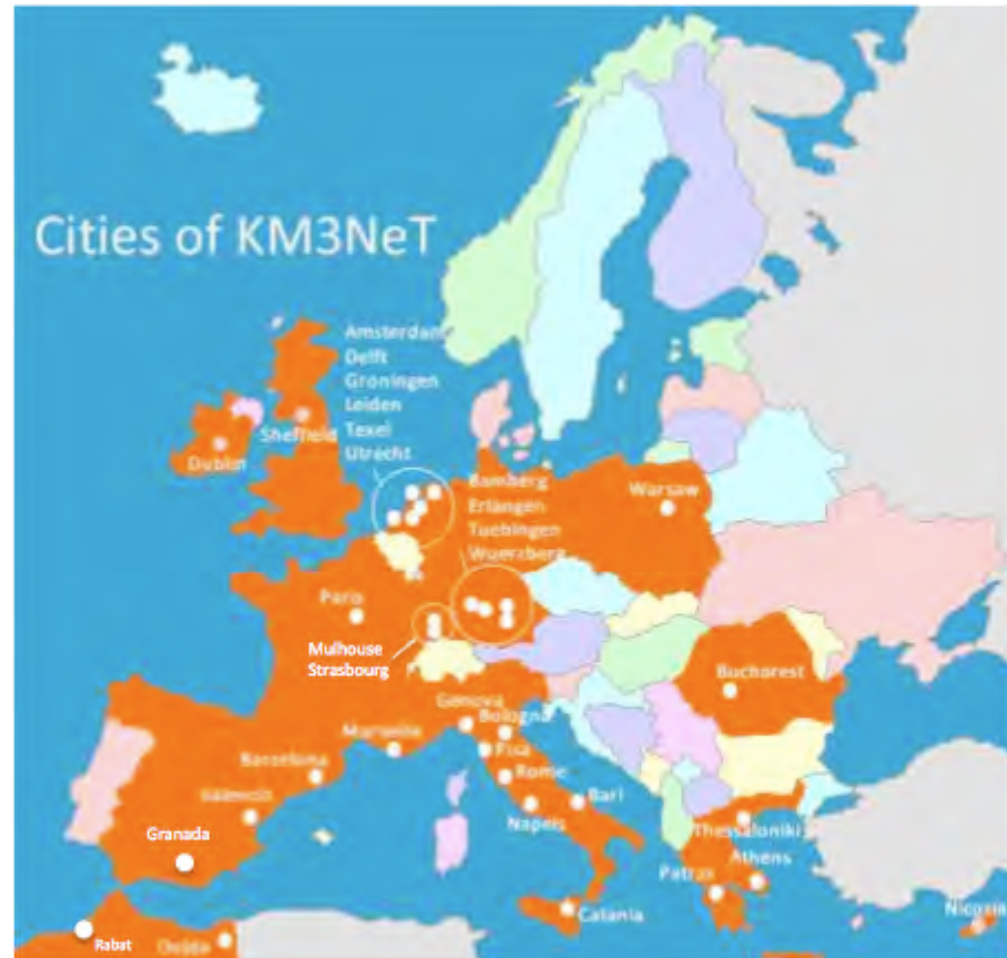 Cities of KM3NeT
Amsterdam
Delft
Groningen
Leiden
Texel
Utrecht
Sheffield
Dublin
Bamberg
Erlangen
Tuebingen
Wuerzberg
Warsaw
Paris
Mulhouse
Strasbourg
Bucharest
Genova
Bologna
Marseille
Pisa
Barcelona
Rome
Valencia
Bari
Napels
Granada
Thessaloniki
Athens
Patras
Catania
Nicosia
Rabat
Oujda